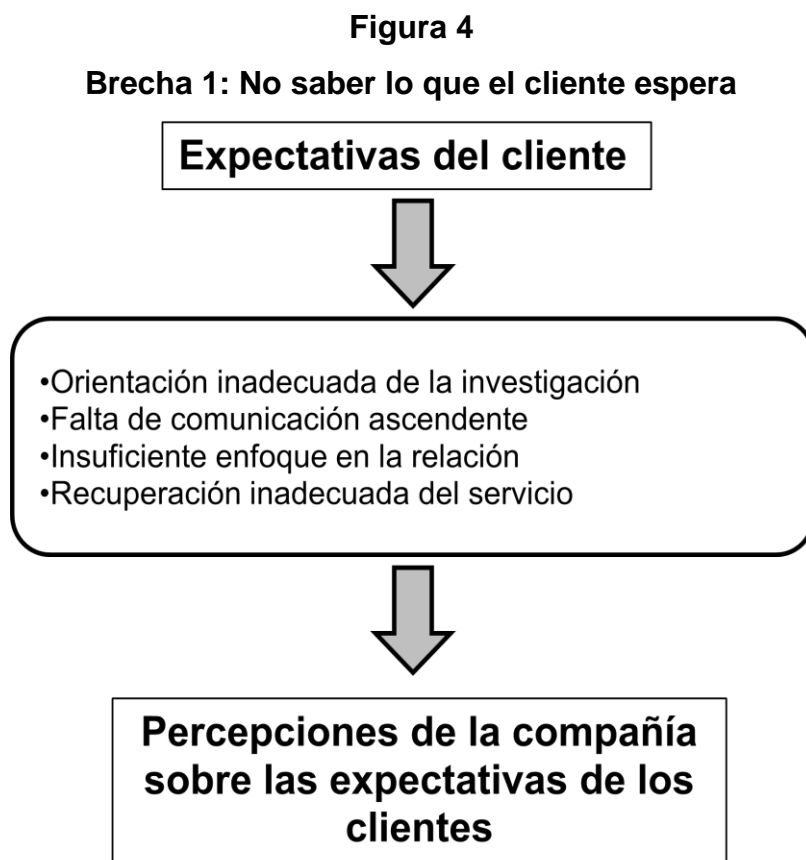 Figura 4
Brecha 1: No saber lo que el cliente espera
Expectativas del cliente
•Orientación inadecuada de la investigación
•Falta de comunicación ascendente
•Insuficiente enfoque en la relación
•Recuperación inadecuada del servicio
Percepciones de la compañía
sobre las expectativas de los
clientes